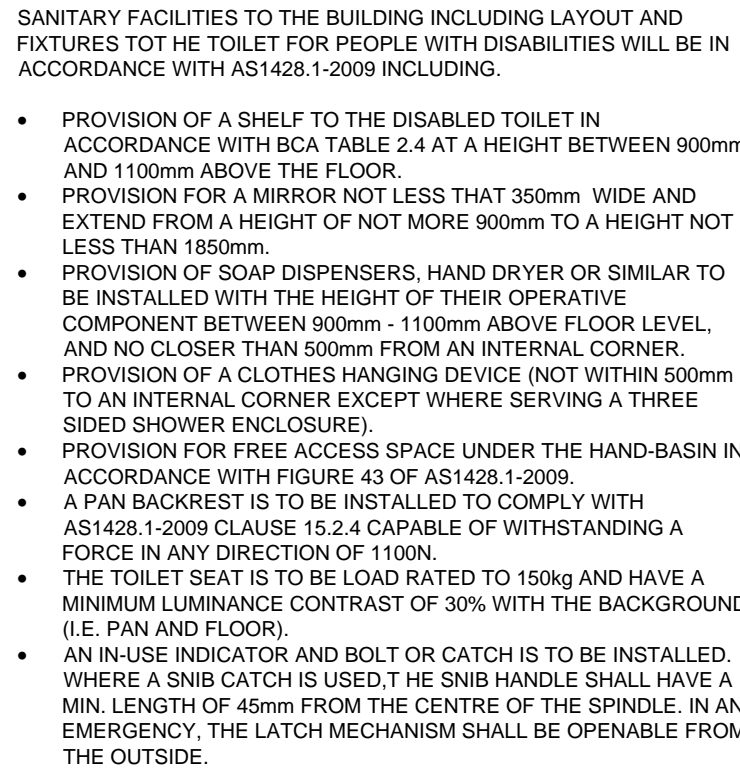 SANITARY FACILITIES TO THE BUILDING INCLUDING LAYOUT AND
FIXTURES TOT HE TOILET FOR PEOPLE WITH DISABILITIES WILL BE IN
ACCORDANCE WITH AS1428.1-2009 INCLUDING.
• PROVISION OF A SHELF TO THE DISABLED TOILET IN
ACCORDANCE WITH BCA TABLE 2.4 AT A HEIGHT BETWEEN 900mm
AND 1100mm ABOVE THE FLOOR.
• PROVISION FOR A MIRROR NOT LESS THAT 350mm WIDE AND
EXTEND FROM A HEIGHT OF NOT MORE 900mm TO A HEIGHT NOT
LESS THAN 1850mm.
• PROVISION OF SOAP DISPENSERS, HAND DRYER OR SIMILAR TO
BE INSTALLED WITH THE HEIGHT OF THEIR OPERATIVE
COMPONENT BETWEEN 900mm - 1100mm ABOVE FLOOR LEVEL,
AND NO CLOSER THAN 500mm FROM AN INTERNAL CORNER.
• PROVISION OF A CLOTHES HANGING DEVICE (NOT WITHIN 500mm
TO AN INTERNAL CORNER EXCEPT WHERE SERVING A THREE
SIDED SHOWER ENCLOSURE).
• PROVISION FOR FREE ACCESS SPACE UNDER THE HAND-BASIN IN
ACCORDANCE WITH FIGURE 43 OF AS1428.1-2009.
• A PAN BACKREST IS TO BE INSTALLED TO COMPLY WITH
AS1428.1-2009 CLAUSE 15.2.4 CAPABLE OF WITHSTANDING A
FORCE IN ANY DIRECTION OF 1100N.
• THE TOILET SEAT IS TO BE LOAD RATED TO 150kg AND HAVE A
MINIMUM LUMINANCE CONTRAST OF 30% WITH THE BACKGROUND
(I.E. PAN AND FLOOR).
• AN IN-USE INDICATOR AND BOLT OR CATCH IS TO BE INSTALLED.
WHERE A SNIB CATCH IS USED,T HE SNIB HANDLE SHALL HAVE A
MIN. LENGTH OF 45mm FROM THE CENTRE OF THE SPINDLE. IN AN
EMERGENCY, THE LATCH MECHANISM SHALL BE OPENABLE FROM
THE OUTSIDE.